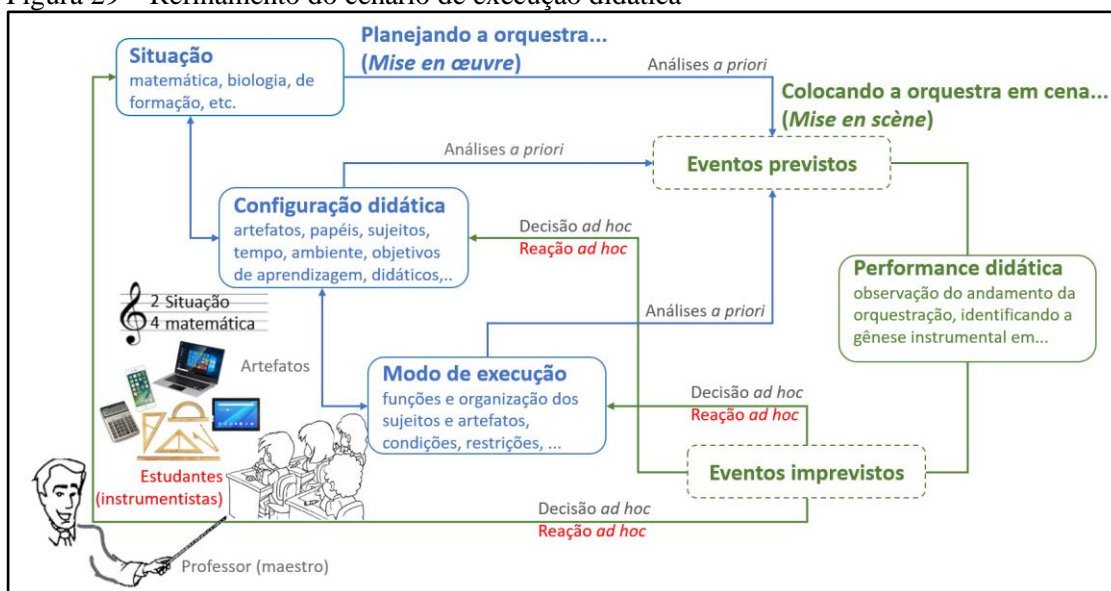 Figura 29 – Refinamento do cenário de execução didática
Situação
matemática, biologia, de
formação, etc.
Planejando a orquestra...
(Mise en œuvre)
Análises a priori
Colocando a orquestra em cena...
(Mise en scène)
Análises a priori
Eventos previstos
Configuração didática
artefatos, papéis, sujeitos,
tempo, ambiente, objetivos
de aprendizagem, didáticos,..
Decisão ad hoc
Reação ad hoc
Performance didática
observação do andamento da
orquestração, identificando a
gênese instrumental em...
2 Situação
4 matemática
Análises a priori
Artefatos
Modo de execução
funções e organização dos
sujeitos e artefatos,
condições, restrições, ...
Decisão ad hoc
Reação ad hoc
Eventos imprevistos
Estudantes
(instrumentistas)
Decisão ad hoc
Reação ad hoc
Professor (maestro)